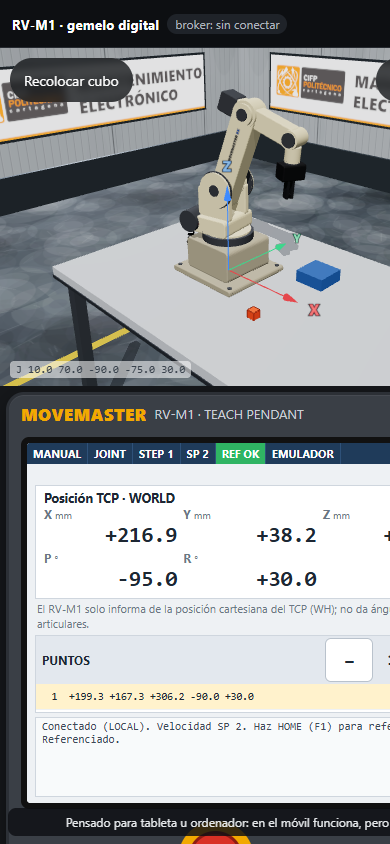 RV-M1 · gemelo digital
broker: sin conectar
Recolocar cubo
ENIMIENTO
ELECTRÓNICO
CIFP
POLITÉCNICO
cartagena
MA
ELEC
Z
Y
X
J 10.0 70.0 -90.0 -75.0 30.0
MOVEMASTER RV-M1 · TEACH PENDANT
MANUAL JOINT STEP 1 SP 2 REF OK EMULADOR
Posición TCP · WORLD
X mm Y mm Z mm
+216.9 +38.2 +
P ° R °
-95.0 +30.0
El RV-M1 solo informa de la posición cartesiana del TCP (WH); no da áng
articulares.
PUNTOS −
1 +199.3 +167.3 +306.2 -90.0 +30.0
Conectado (LOCAL). Velocidad SP 2. Haz HOME (F1) para refe
Referenciado.
Pensado para tableta u ordenador: en el móvil funciona, pero